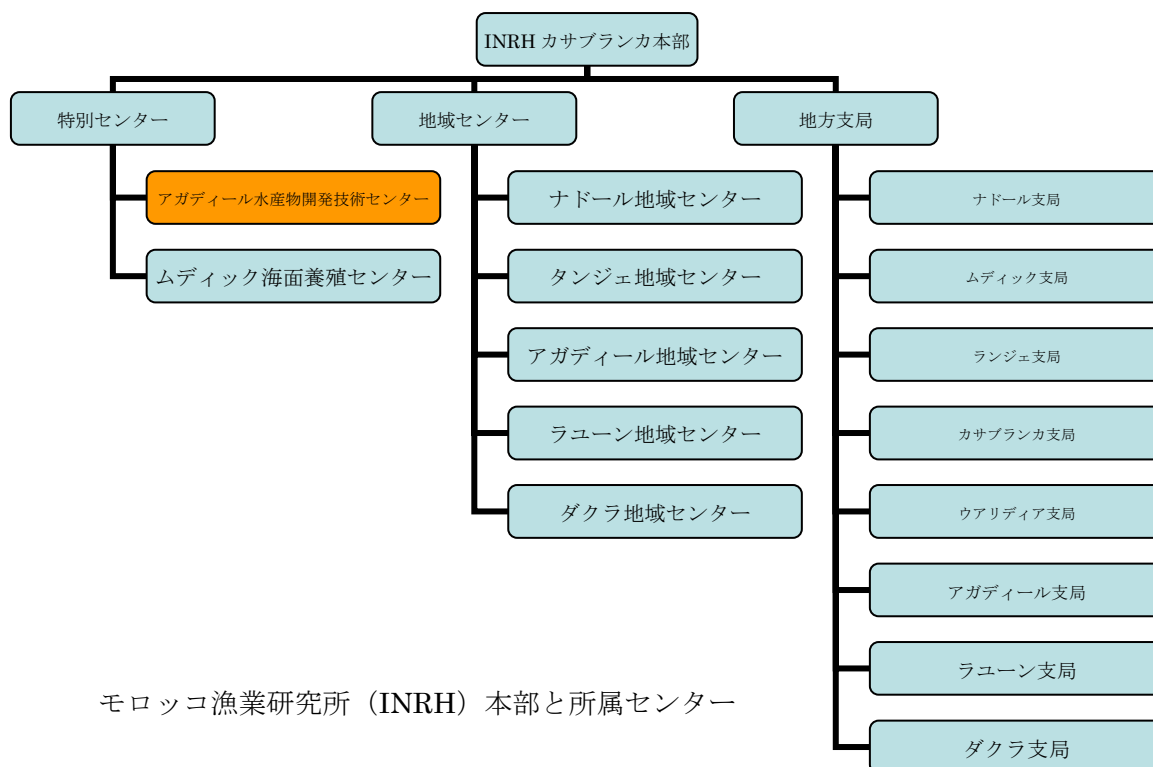 INRH カサブランカ本部
特別センター
地域センター
地方支局
アガディール水産物開発技術センター
ムディック海面養殖センター
ナドール地域センター
タンジェ地域センター
アガディール地域センター
ラユーン地域センター
ダクラ地域センター
ナドール支局
ムディック支局
ランジェ支局
カサブランカ支局
ウアリディア支局
アガディール支局
ラユーン支局
ダクラ支局
モロッコ漁業研究所（INRH）本部と所属センター